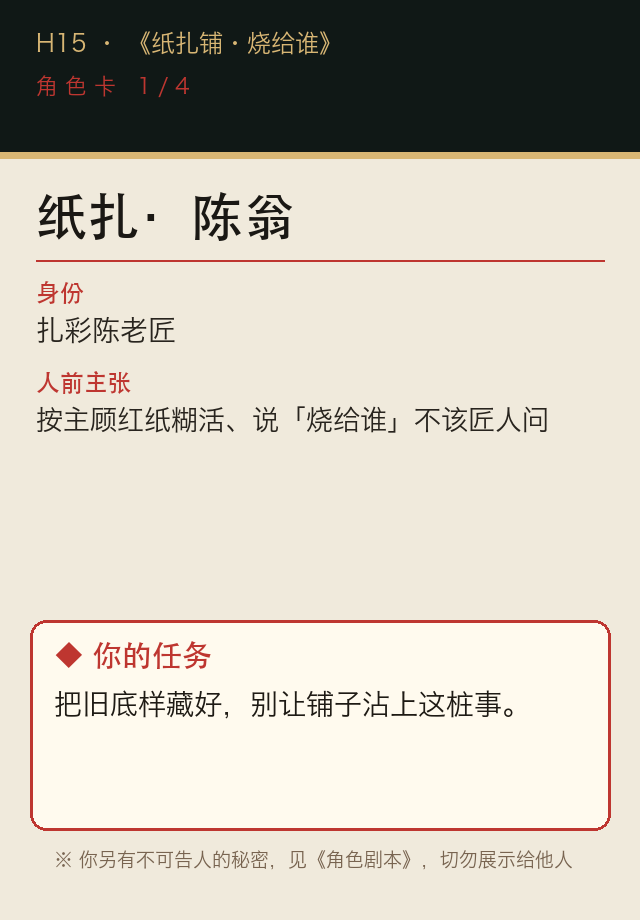 H15 · 《纸扎铺·烧给谁》
角色卡 1/4
纸扎· 陈翁
身份
扎彩陈老匠
人前主张
按主顾红纸糊活、说「烧给谁」不该匠人问
◆ 你的任务
把旧底样藏好，别让铺子沾上这桩事。
※ 你另有不可告人的秘密，见《角色剧本》，切勿展示给他人